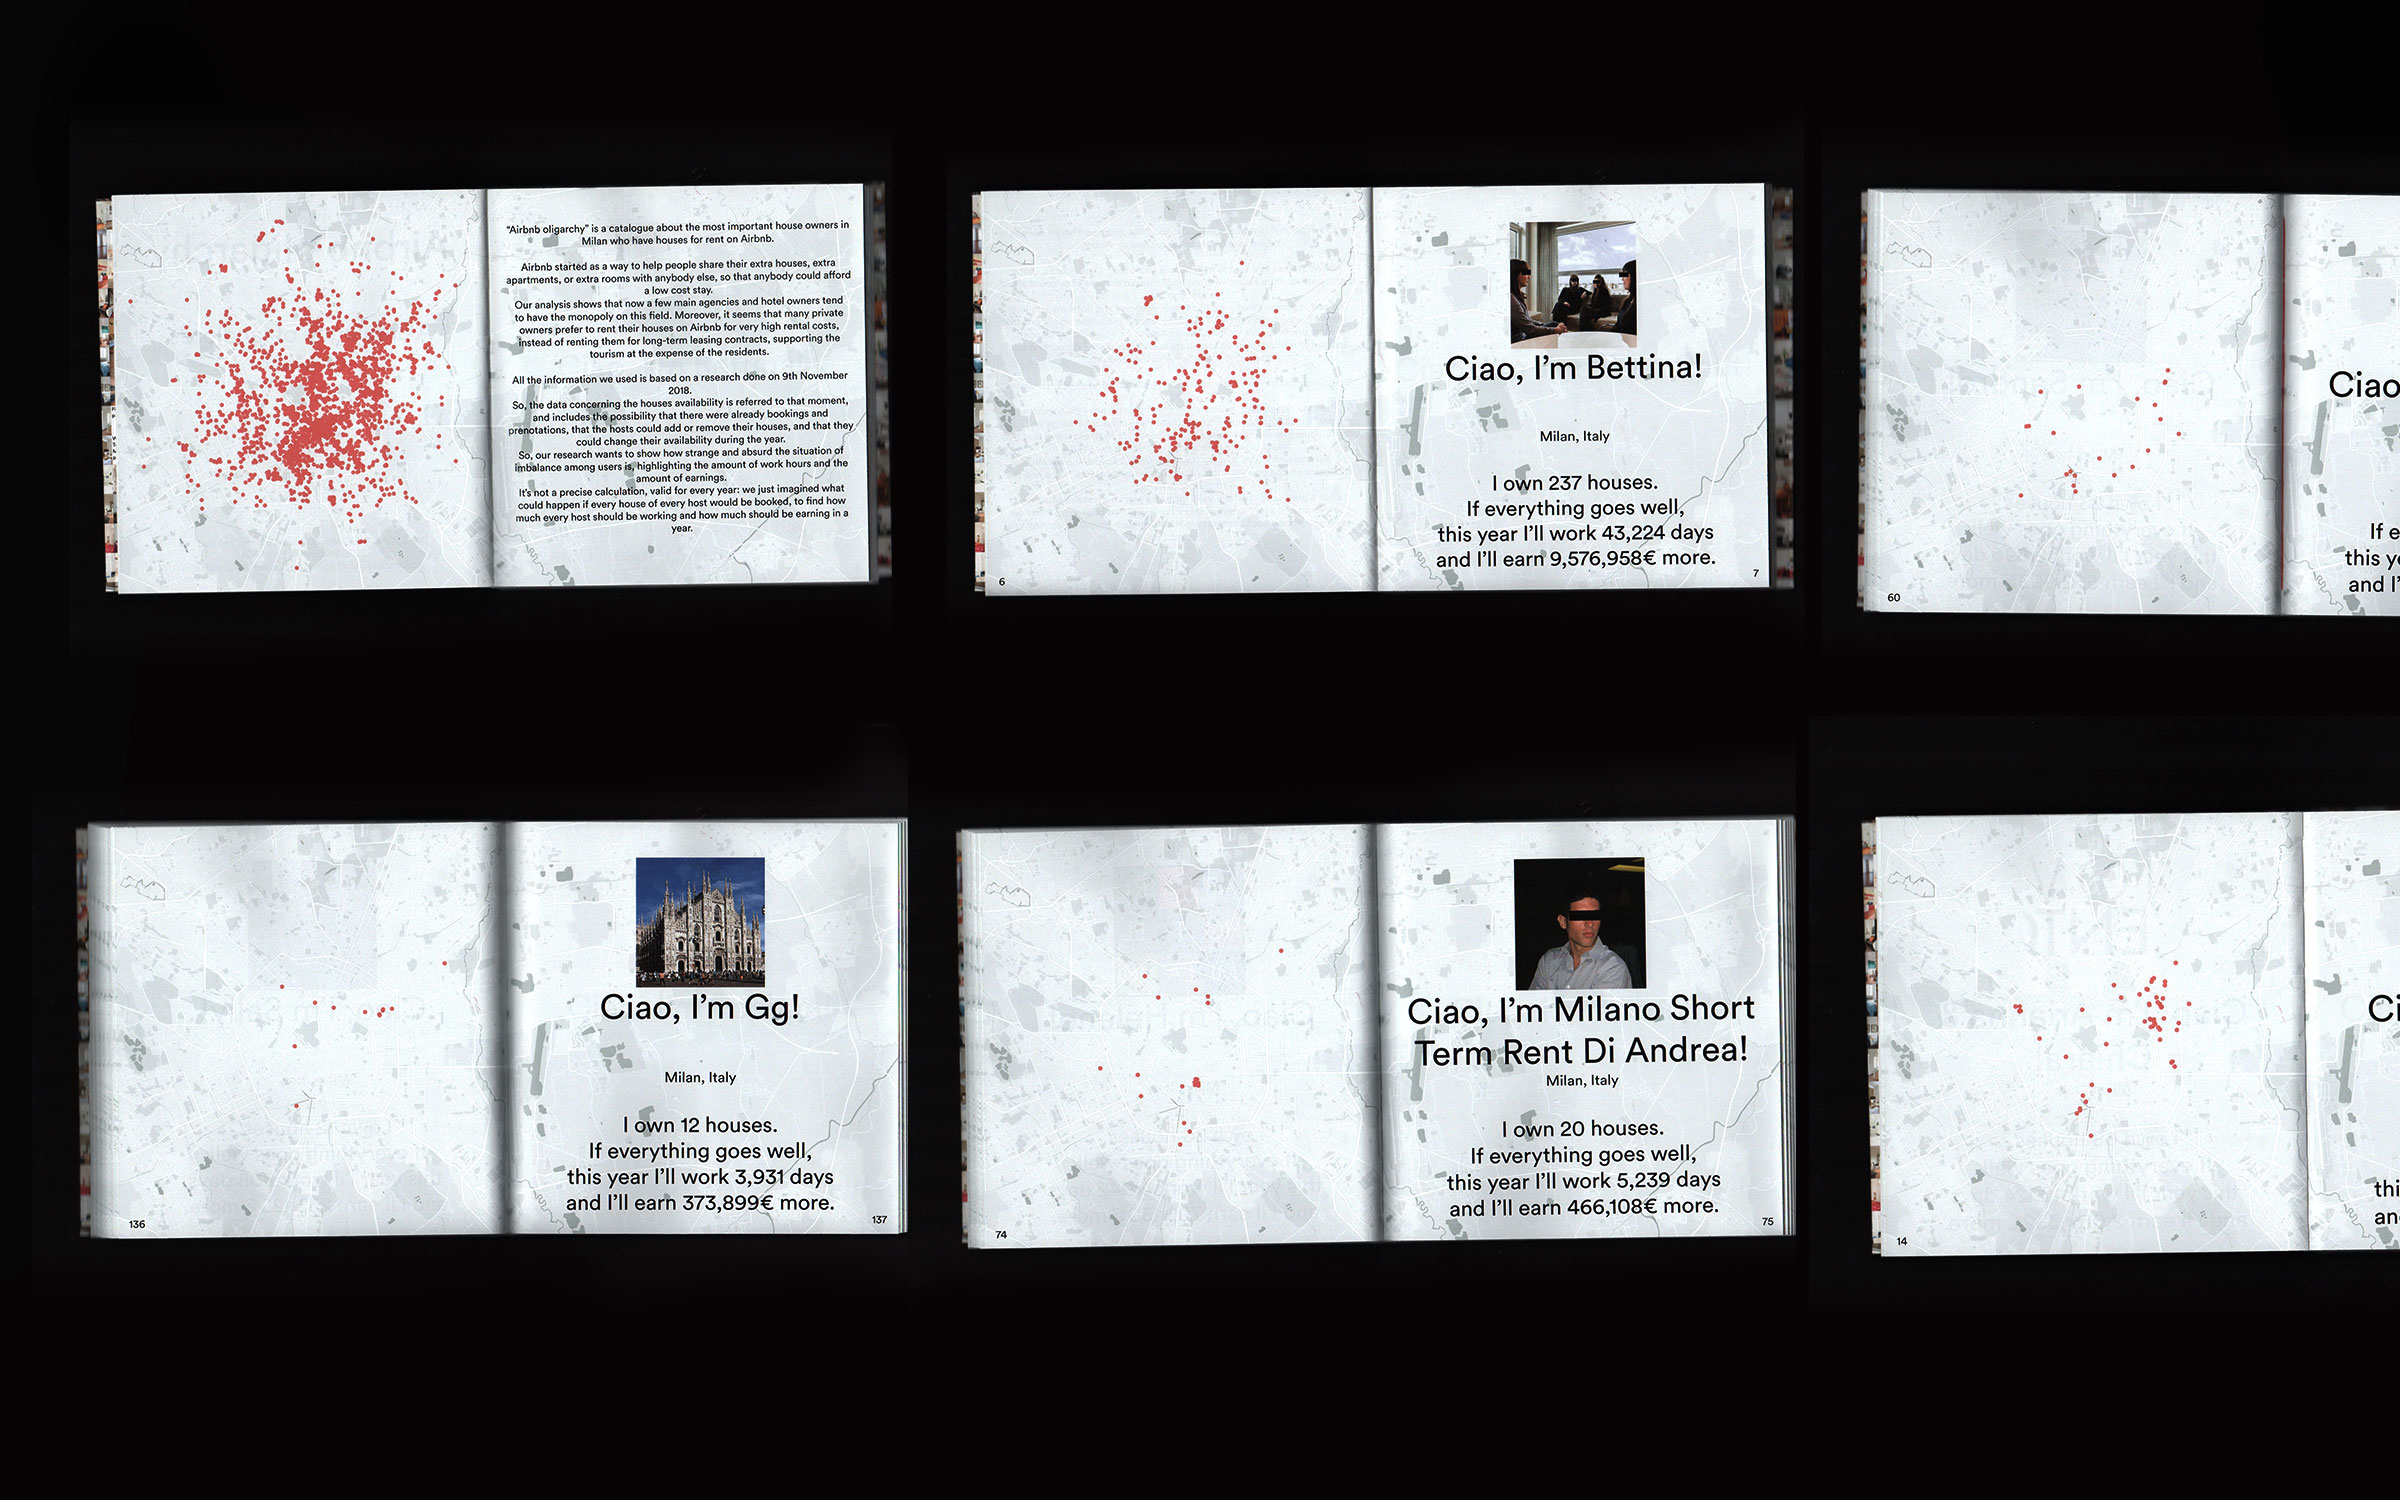 “Airbnb oligarchy” is a catalogue about the most important house owners in
Milan who have houses for rent on Airbnb.
Airbnb started as a way to help people share their extra houses, extra
apartments, or extra rooms with anybody else, so that anybody could afford
a low cost stay.
Our analysis shows that now a few main agencies and hotel owners tend
to have the monopoly on this field. Moreover, it seems that many private
owners prefer to rent their houses on Airbnb for very high rental costs,
instead of renting them for long-term leasing contracts, supporting the
tourism at the expense of the residents.
All the information we used is based on a research done on 9th November
2018.
So, the data concerning the houses availability is referred to that moment,
and includes the possibility that there were already bookings and
prenotations, that the hosts could add or remove their houses, and that they
could change their availability during the year.
So, our research wants to show how strange and absurd the situation of
imbalance among users is, highlighting the amount of work hours and the
amount of earnings.
It’s not a precise calculation, valid for every year: we just imagined what
could happen if every house of every host would be booked, to find how
much every host should be working and how much should be earning in a
year.
Ciao, I’m Bettina!
Milan, Italy
I own 237 houses.
If everything goes well,
this year I’ll work 43,224 days
and I’ll earn 9,576,958€ more.
6
7
Ciao
If e
this ye
and I’
60
Ciao, I’m Gg!
Milan, Italy
I own 12 houses.
If everything goes well,
this year I’ll work 3,931 days
and I’ll earn 373,899€ more.
136
137
Ciao, I’m Milano Short
Term Rent Di Andrea!
Milan, Italy
I own 20 houses.
If everything goes well,
this year I’ll work 5,239 days
and I’ll earn 466,108€ more.
74
75
Ci
thi
an
14